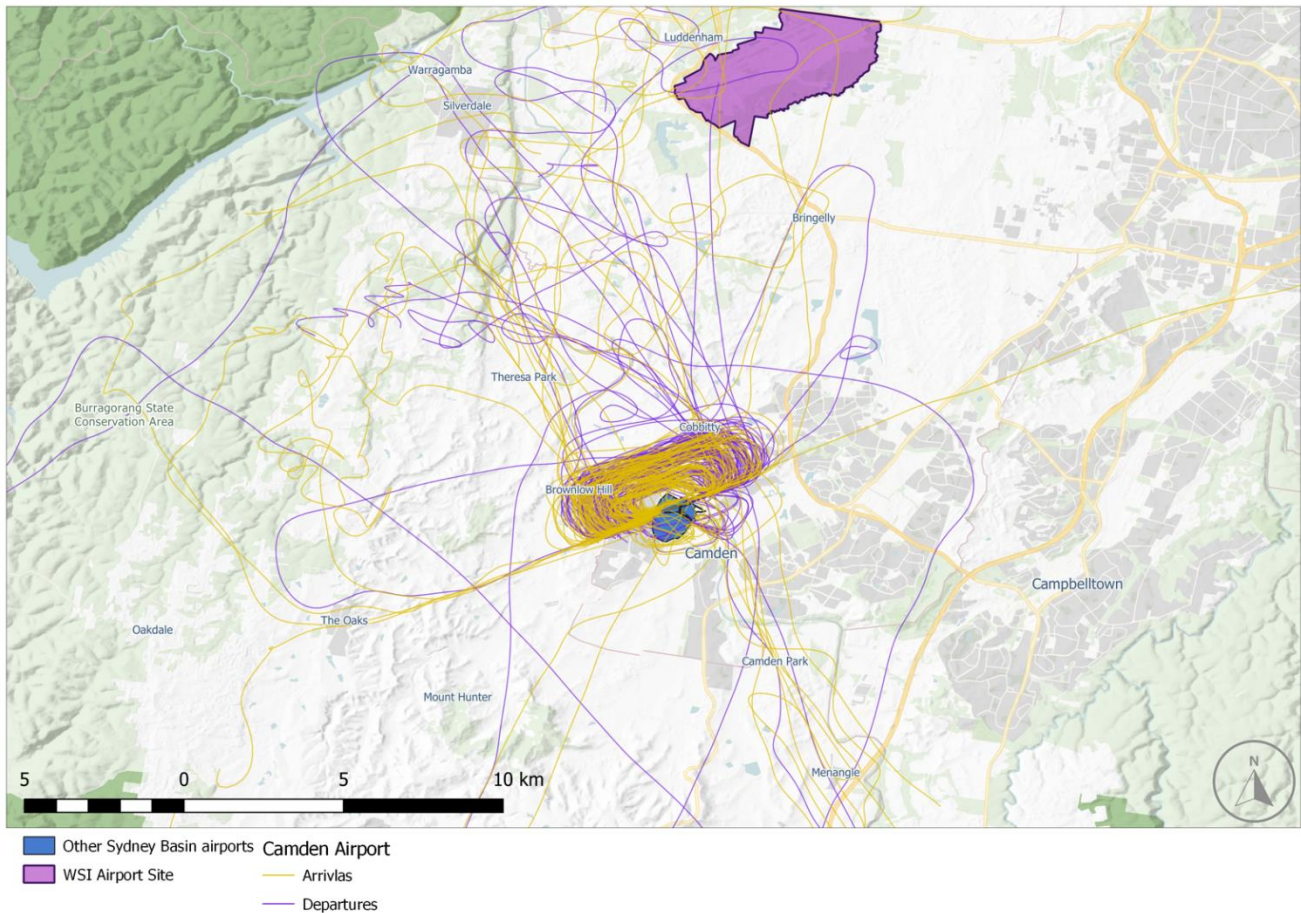 Luddenham
Warragamba
Silverdale
Bringelly
Theresa Park
Burragorang State
Conservation Area
Cobbitty
Brownlow Hill
Camden
Campbelltown
The Oaks
Oakdale
Camden Park
Mount Hunter
Menangle
N
5 0 5 10 km
Other Sydney Basin airports
WSI Airport Site
Camden Airport
Arrivlas
Departures